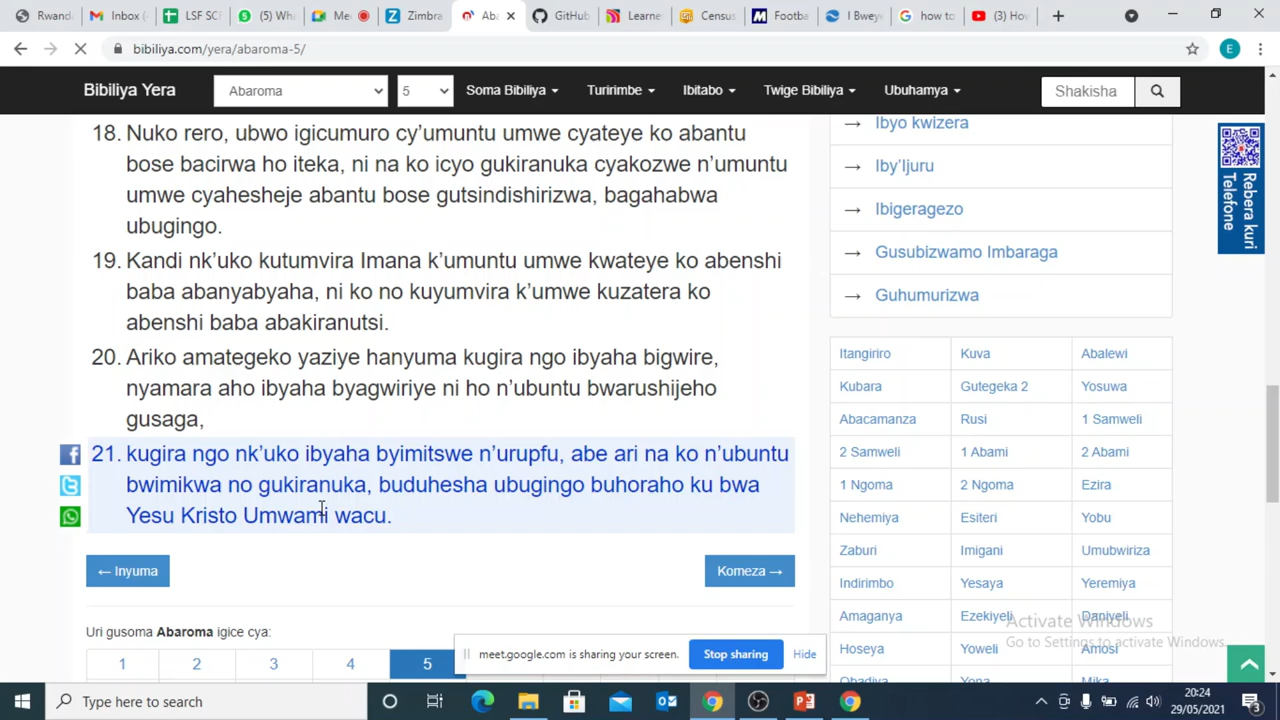 Rwand
Inbox (
LSF SC
(5) Wha
Me
Zimbra
Aba
GitHub
Learne
Census
Footba
I Bwey
how to
(3) How
bibiliya.com/yera/abaroma-5/
E
Bibiliya Yera
Abaroma
5
Soma Bibiliya
Turirimbe
Ibitabo
Twige Bibiliya
Ubuhamya
Shakisha
18. Nuko rero, ubwo igicumuro cy'umuntu umwe cyateye ko abantu
bose bacirwa ho iteka, ni na ko icyo gukiranuka cyakozwe n'umuntu
umwe cyahesheje abantu bose gutsindishirizwa, bagahabwa
ubugingo.
19. Kandi nk'uko kutumvira Imana k'umuntu umwe kwateye ko abenshi
baba abanyabyaha, ni ko no kuyumvira k'umwe kuzatera ko
abenshi baba abakiranutsi.
20. Ariko amategeko yaziye hanyuma kugira ngo ibyaha bigwire,
nyamara aho ibyaha byagwiriye ni ho n'ubuntu bwarushijeho
gusaga,
21. kugira ngo nk'uko ibyaha byimitswe n'urupfu, abe ari na ko n'ubuntu
bwimikwa no gukiranuka, buduhesha ubugingo buhoraho ku bwa
Yesu Kristo Umwami wacu.
← Inyuma
Komeza →
Uri gusoma Abaroma igice cya:
1 2 3 4 5
→ Ibyo kwizera
→ Iby'Ijuru
→ Ibigeragezo
→ Gusubizwamo Imbaraga
→ Guhumurizwa
Rebera kuri
Telefone
Itangiriro Kuva Abalewi
Kubara Gutegeka 2 Yosuwa
Abacamanza Rusi 1 Samweli
2 Samweli 1 Abami 2 Abami
1 Ngoma 2 Ngoma Ezira
Nehemiya Esiteri Yobu
Zaburi Imigani Umubwiriza
Indirimbo Yesaya Yeremiya
Amaganya Ezekiyeli Daniyeli
Hoseya Yoweli Amosi
Obadiya Yona Mika
Activate Windows
Go to Settings to activate Windows.
meet.google.com is sharing your screen.
Stop sharing
Hide
Type here to search
20:24
29/05/2021
3